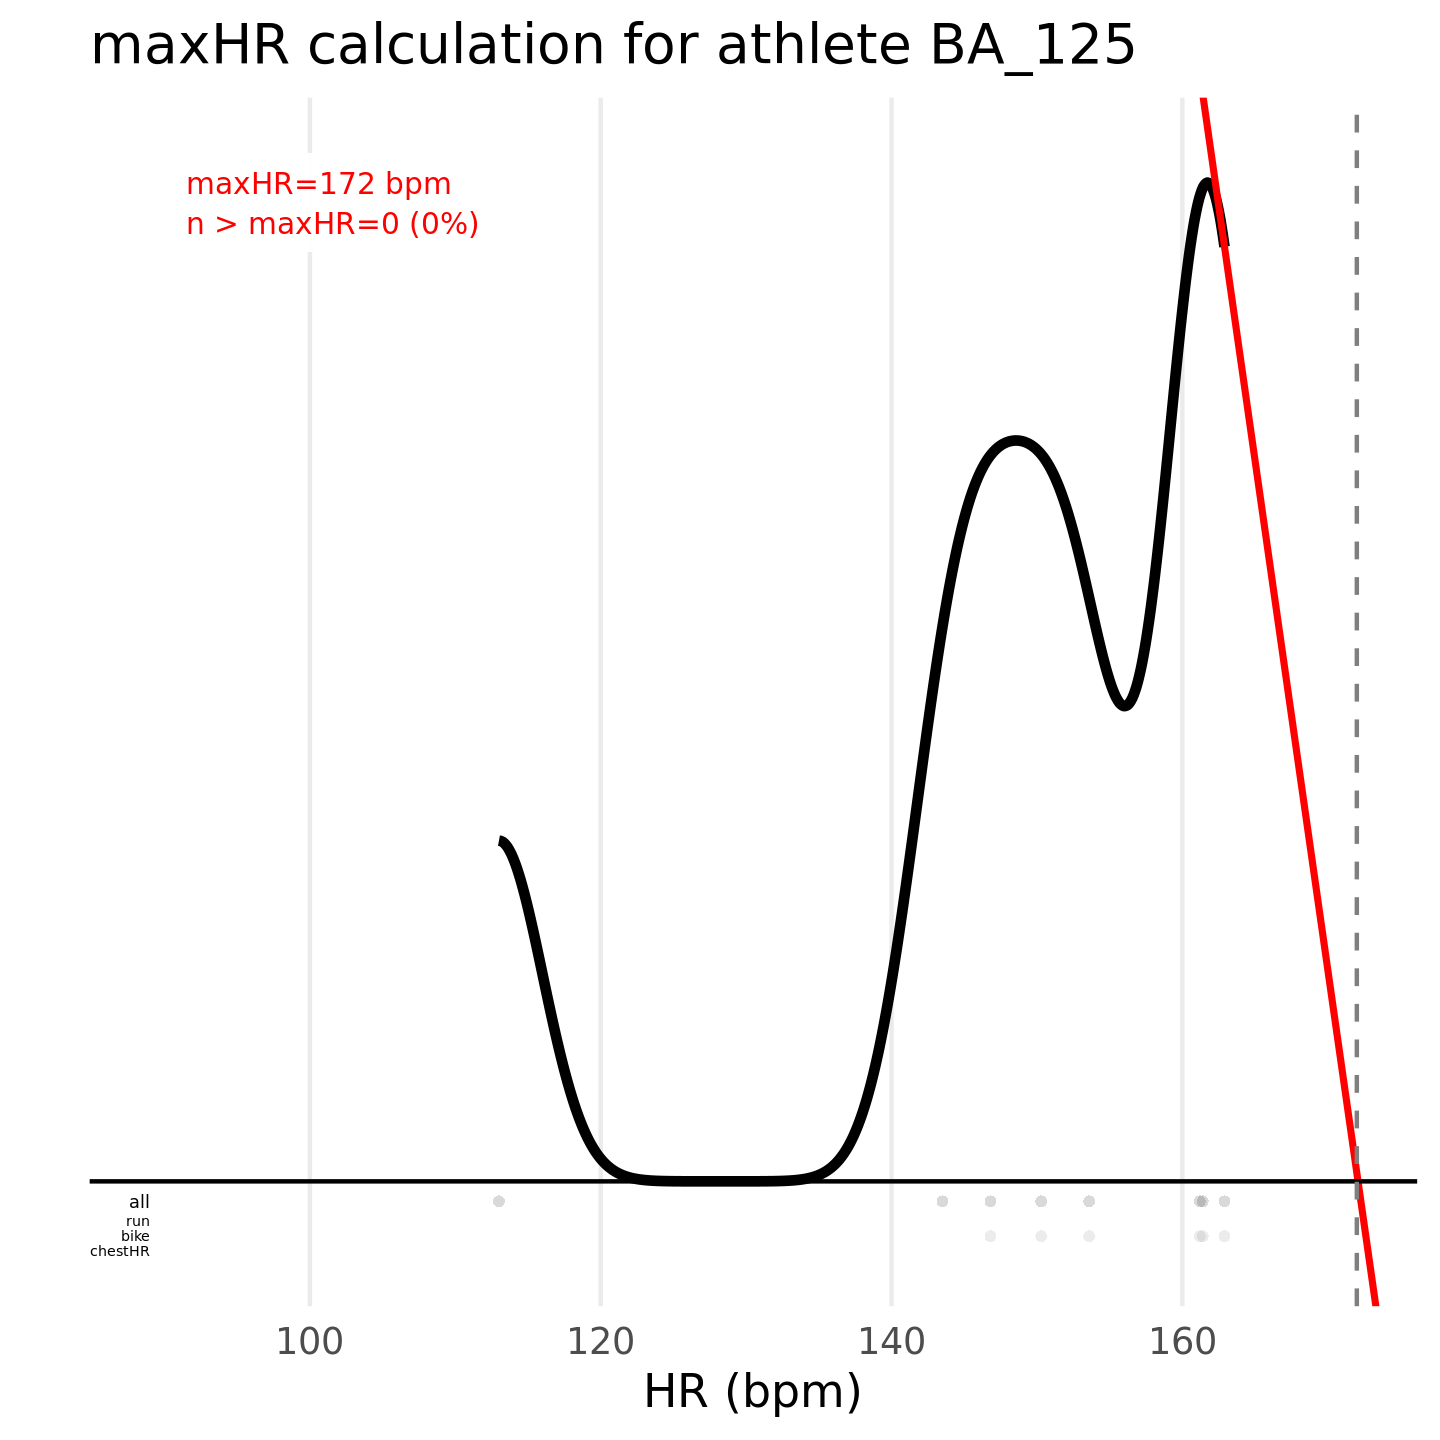 maxHR calculation for athlete BA_125
maxHR=172 bpm
n > maxHR=0 (0%)
all
run
bike
chestHR
100 120 140 160
HR (bpm)